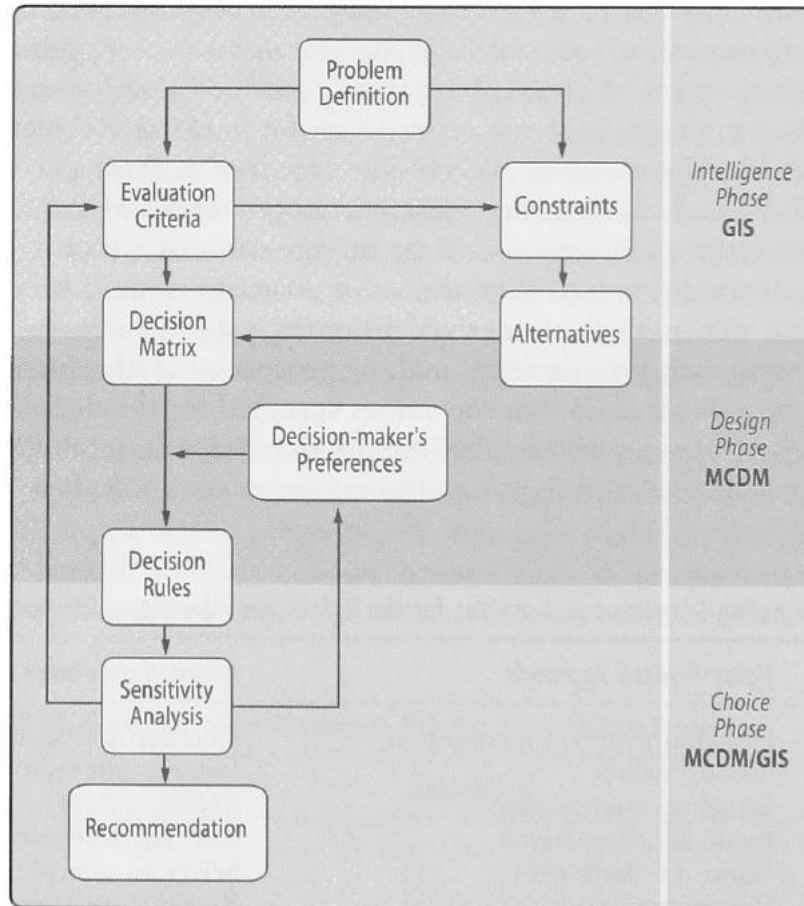 Problem
Definition
Evaluation
Criteria
Constraints
Intelligence
Phase
GIS
Decision
Matrix
Alternatives
Decision-maker's
Preferences
Design
Phase
MCDM
Decision
Rules
Sensitivity
Analysis
Choice
Phase
MCDM/GIS
Recommendation